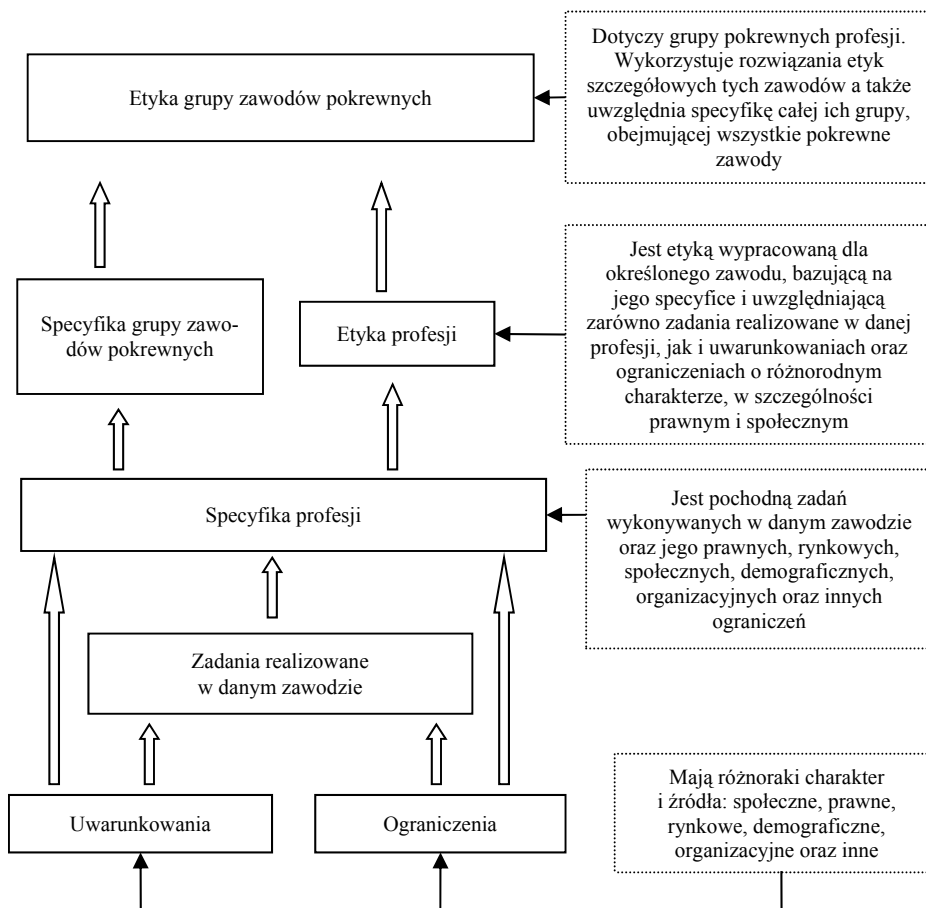 Dotyczy grupy pokrewnych profesji.
Wykorzystuje rozwiązania etyk
szczegółowych tych zawodów a także
uwzględnia specyfikę całej ich grupy,
obejmującej wszystkie pokrewne
zawody
Etyka grupy zawodów pokrewnych
Jest etyką wypracowaną dla
określonego zawodu, bazującą na
jego specyfice i uwzględniającą
zarówno zadania realizowane w danej
profesji, jak i uwarunkowaniach oraz
ograniczeniach o różnorodnym
charakterze, w szczególności
prawnym i społecznym
Specyfika grupy zawo-
dów pokrewnych
Etyka profesji
Specyfika profesji
Jest pochodną zadań
wykonywanych w danym zawodzie
oraz jego prawnych, rynkowych,
społecznych, demograficznych,
organizacyjnych oraz innych
ograniczeń
Zadania realizowane
w danym zawodzie
Uwarunkowania
Ograniczenia
Mają różnoraki charakter
i źródła: społeczne, prawne,
rynkowe, demograficzne,
organizacyjne oraz inne